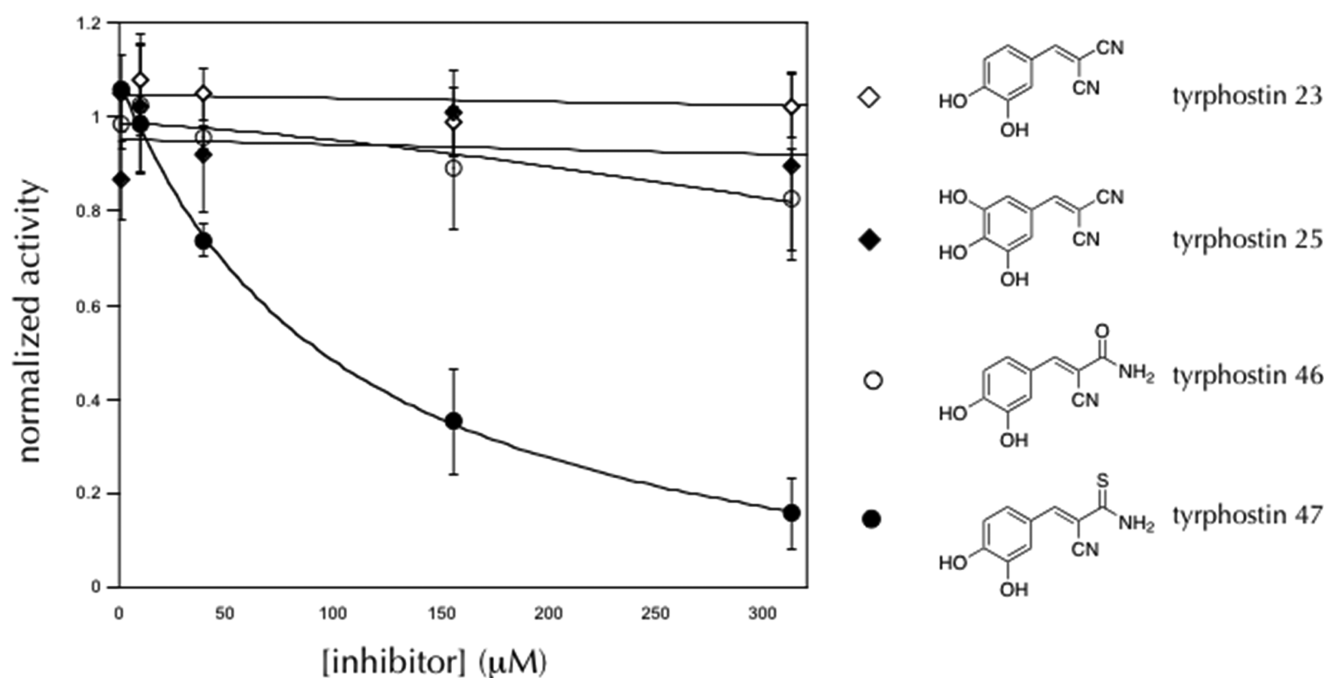 normalized activity
1.2
1
0.8
0.6
0.4
0.2
0
0 50 100 150 200 250 300
[inhibitor] (μM)
CN
CN
HO
OH
tyrphostin 23
HO
CN
HO
CN
OH
tyrphostin 25
O
NH2
CN
HO
OH
tyrphostin 46
S
NH2
CN
HO
OH
tyrphostin 47